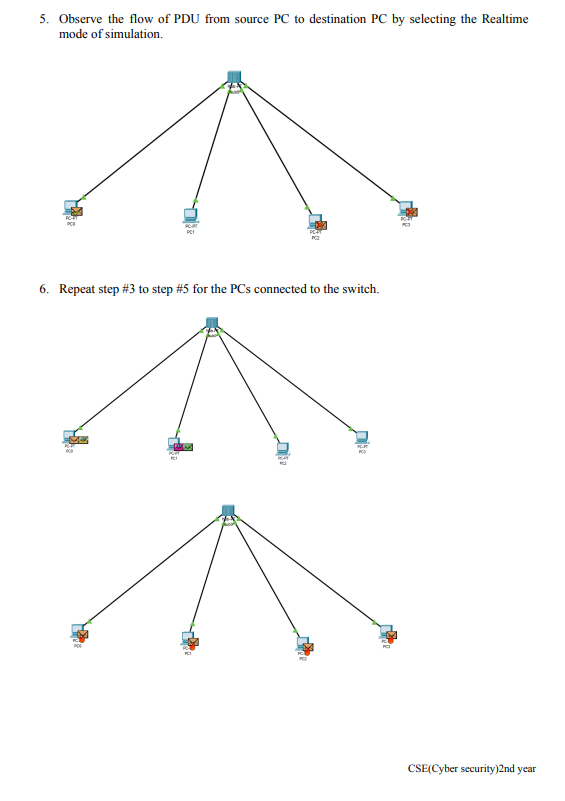 5. Observe the flow of PDU from source PC to destination PC by selecting the Realtime
mode of simulation.
PC-PT
PC0
PC-PT
PC1
PC-PT
PC2
PC-PT
PC3
6. Repeat step #3 to step #5 for the PCs connected to the switch.
PC-PT
PC0
PC-PT
PC1
PC-PT
PC2
PC-PT
PC3
PC0
PC1
PC2
PC3
CSE(Cyber security)2nd year